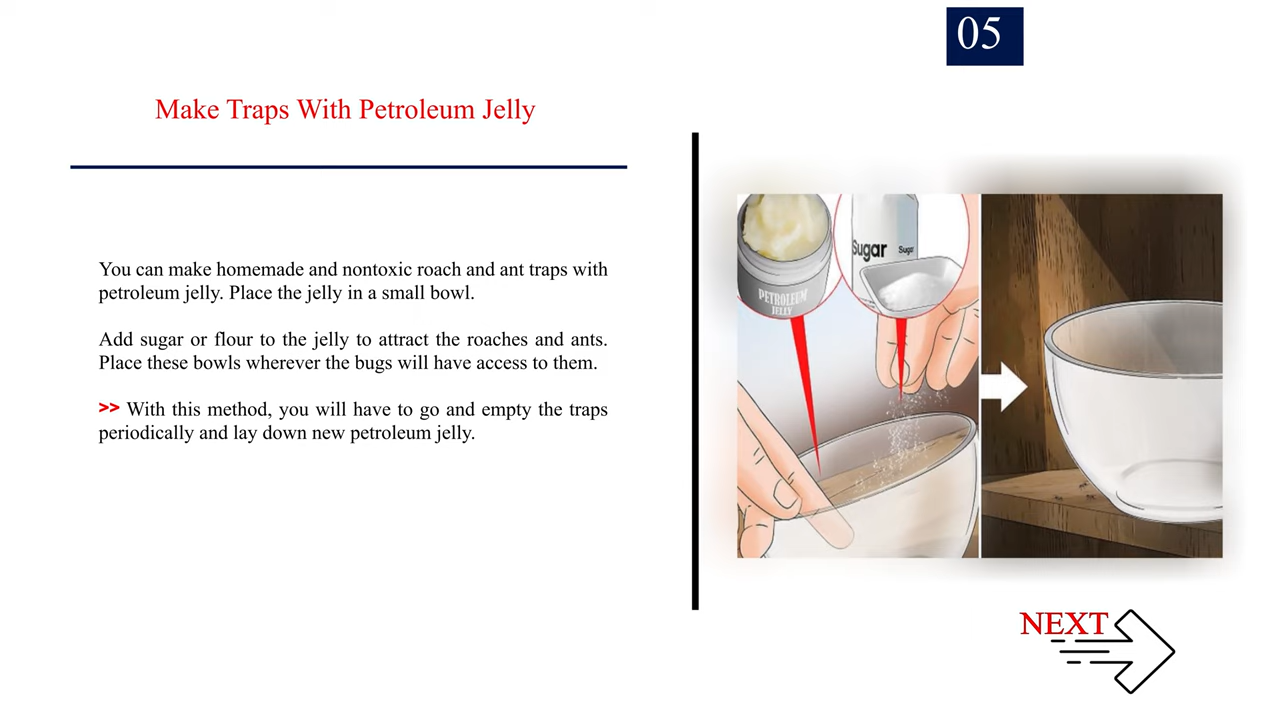 05
Make Traps With Petroleum Jelly
You can make homemade and nontoxic roach and ant traps with
petroleum jelly. Place the jelly in a small bowl.
Add sugar or flour to the jelly to attract the roaches and ants.
Place these bowls wherever the bugs will have access to them.
>> With this method, you will have to go and empty the traps
periodically and lay down new petroleum jelly.
Sugar
Sugar
PETROLEUM
JELLY
NEXT